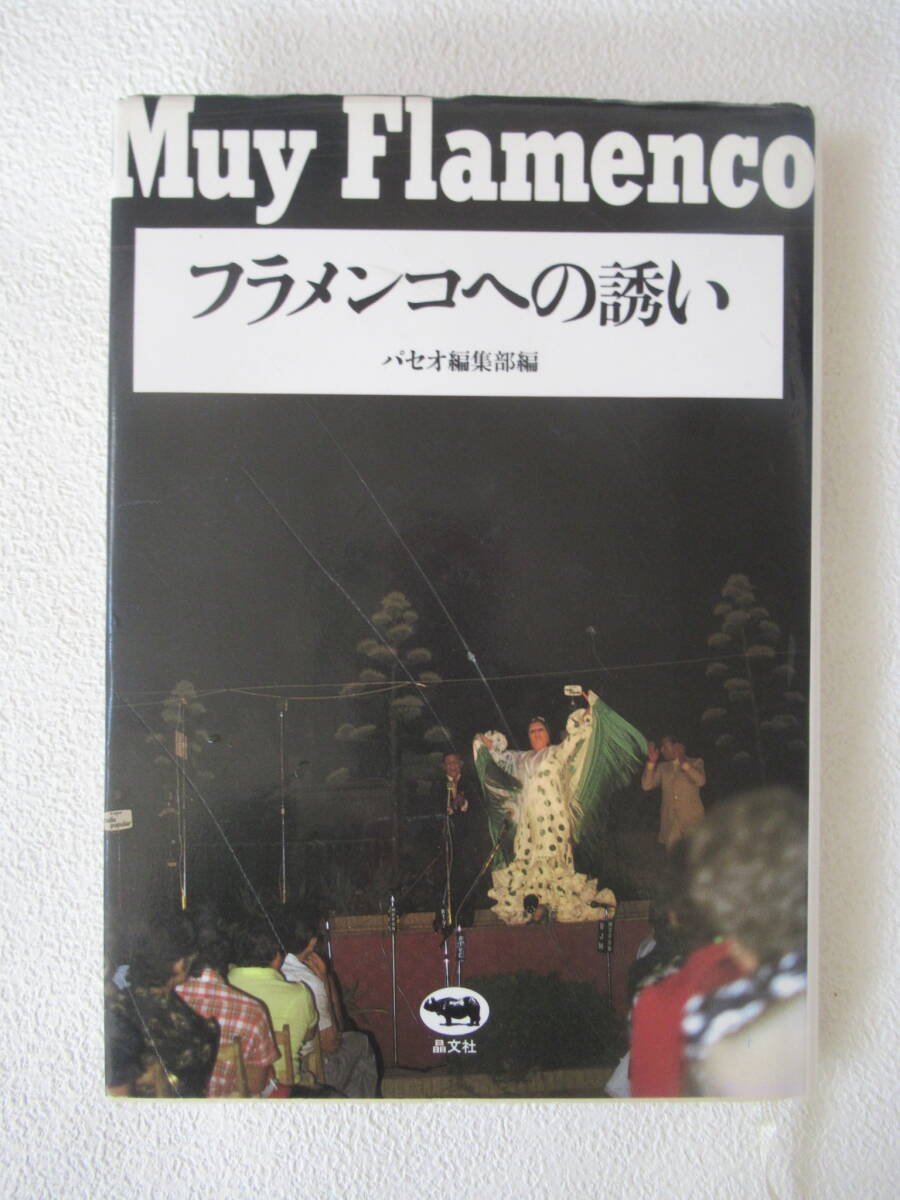 Muy Flamenco
フラメンコへの誘い
パセオ編集部編
popular
晶文社